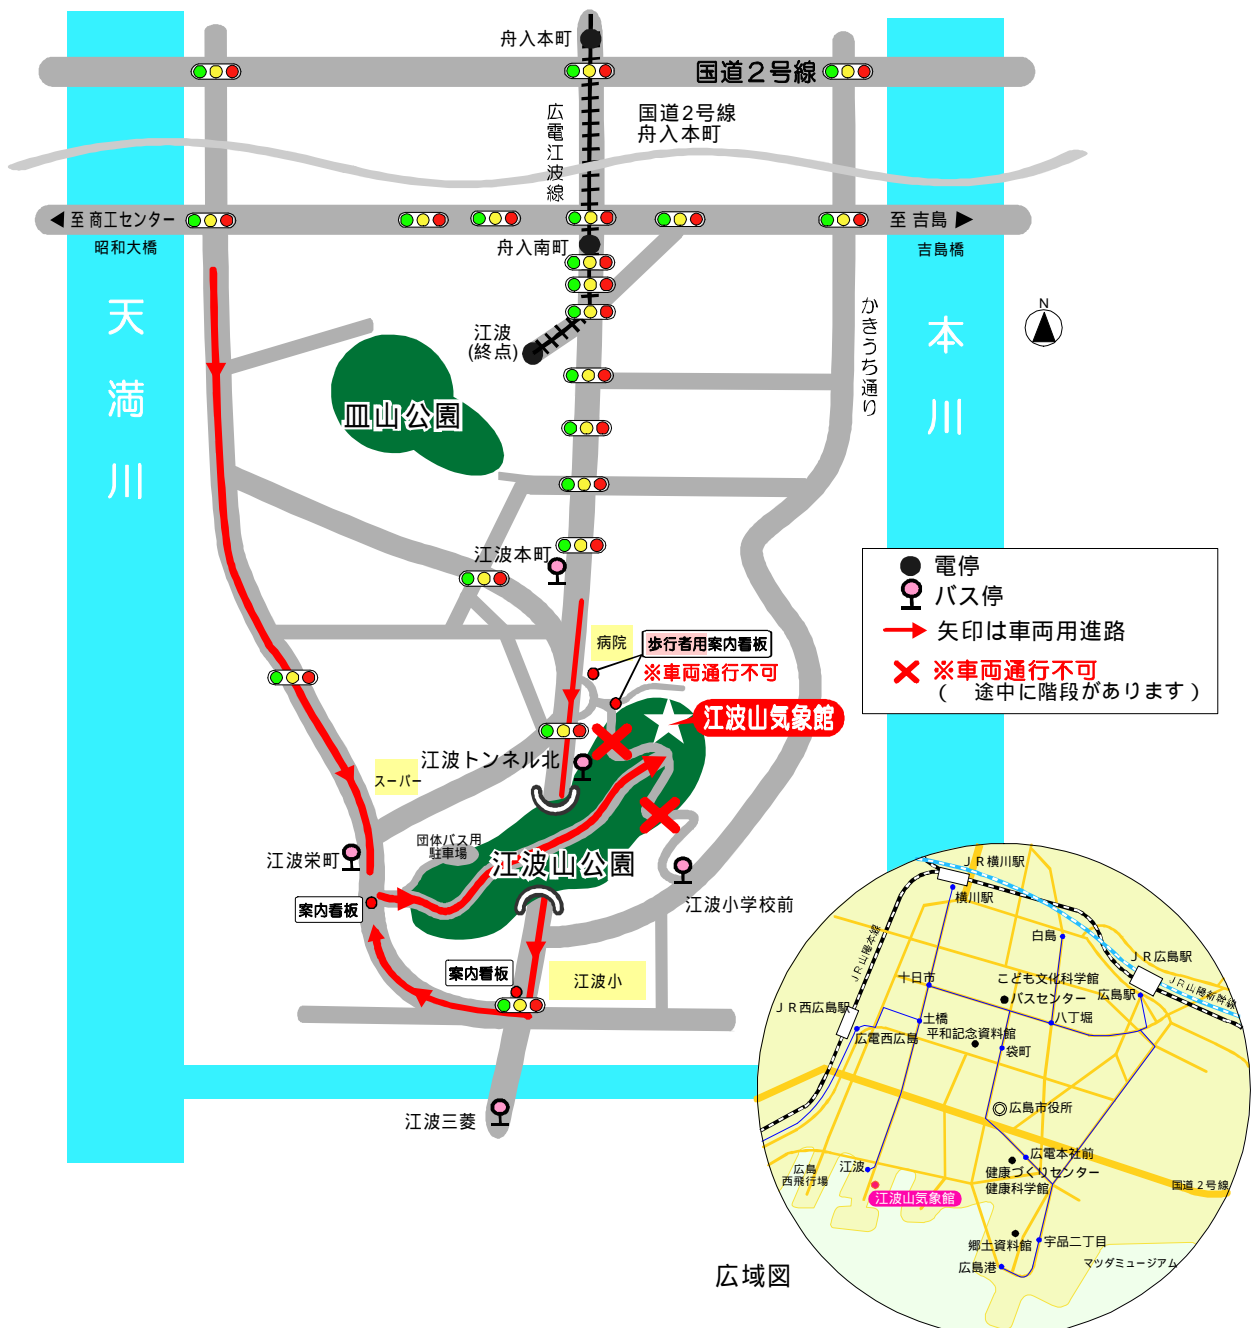 舟入本町
国道２号線
広電江波線
国道2号線
舟入本町
至 商工センター
至 吉島
昭和大橋
舟入南町
吉島橋
天満川
本川
かきうち通り
N
江波
(終点)
皿山公園
江波本町
電停
バス停
矢印は車両用進路
※車両通行不可
(　途中に階段があります )
病院
歩行者用案内看板
※車両通行不可
江波山気象館
江波トンネル北
スーパー
団体バス用
駐車場
江波栄町
江波山公園
案内看板
江波小学校前
案内看板
江波小
江波三菱
広域図
ＪＲ横川駅
横川駅
ＪＲ山陽本線
白島
ＪＲ広島駅
十日市
こども文化科学館
バスセンター
広島駅
ＪＲ山陽新幹線
ＪＲ西広島駅
土橋
八丁堀
広電西広島
平和記念資料館
袋町
広島市役所
広電本社前
江波
広島
西飛行場
健康づくりセンター
健康科学館
国道２号線
江波山気象館
郷土資料館
宇品二丁目
広島港
マツダミュージアム